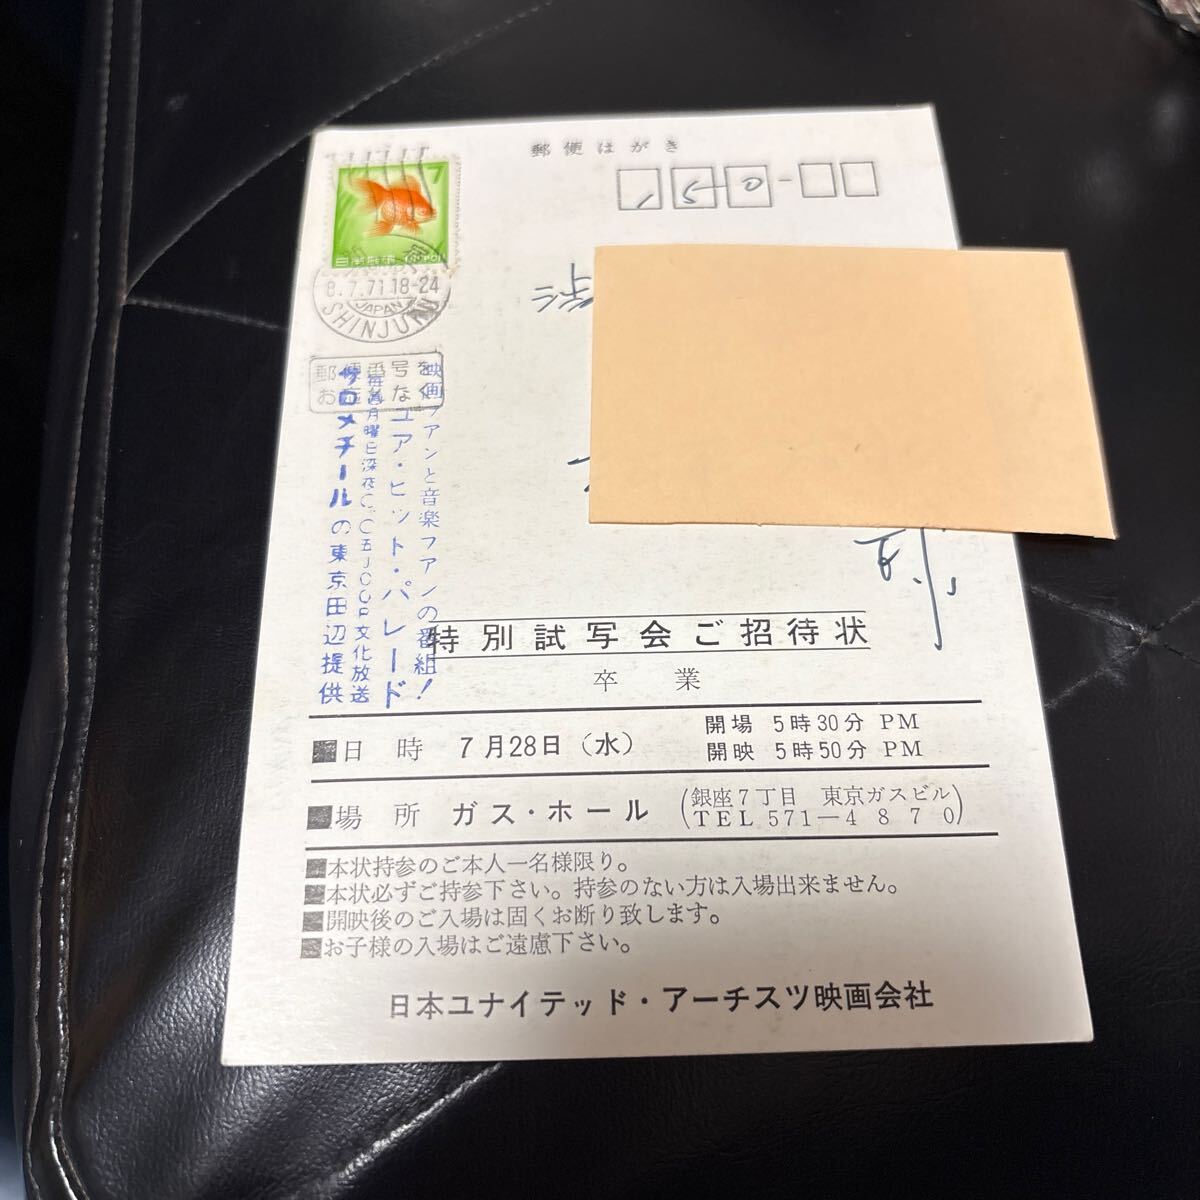 郵便はがき
7
日本郵便 NIPPON
8.7.71.18-24
JAPAN
SHINJUKU
映画ファンと音楽ファンの番組!
ユア・ヒット・パレード
毎週月曜日深夜
JOQR文化放送
サロメチールの東京田辺提供
特別試写会ご招待状
卒業
■日時 7月28日(水) 開場 5時30分 PM
開映 5時50分 PM
■場所 ガス・ホール (銀座7丁目 東京ガスビル
TEL 571-4870)
■本状持参のご本人一名様限り。
■本状必ずご持参下さい。持参のない方は入場出来ません。
■開映後のご入場は固くお断り致します。
■お子様の入場はご遠慮下さい。
日本ユナイテッド・アーチスツ映画会社